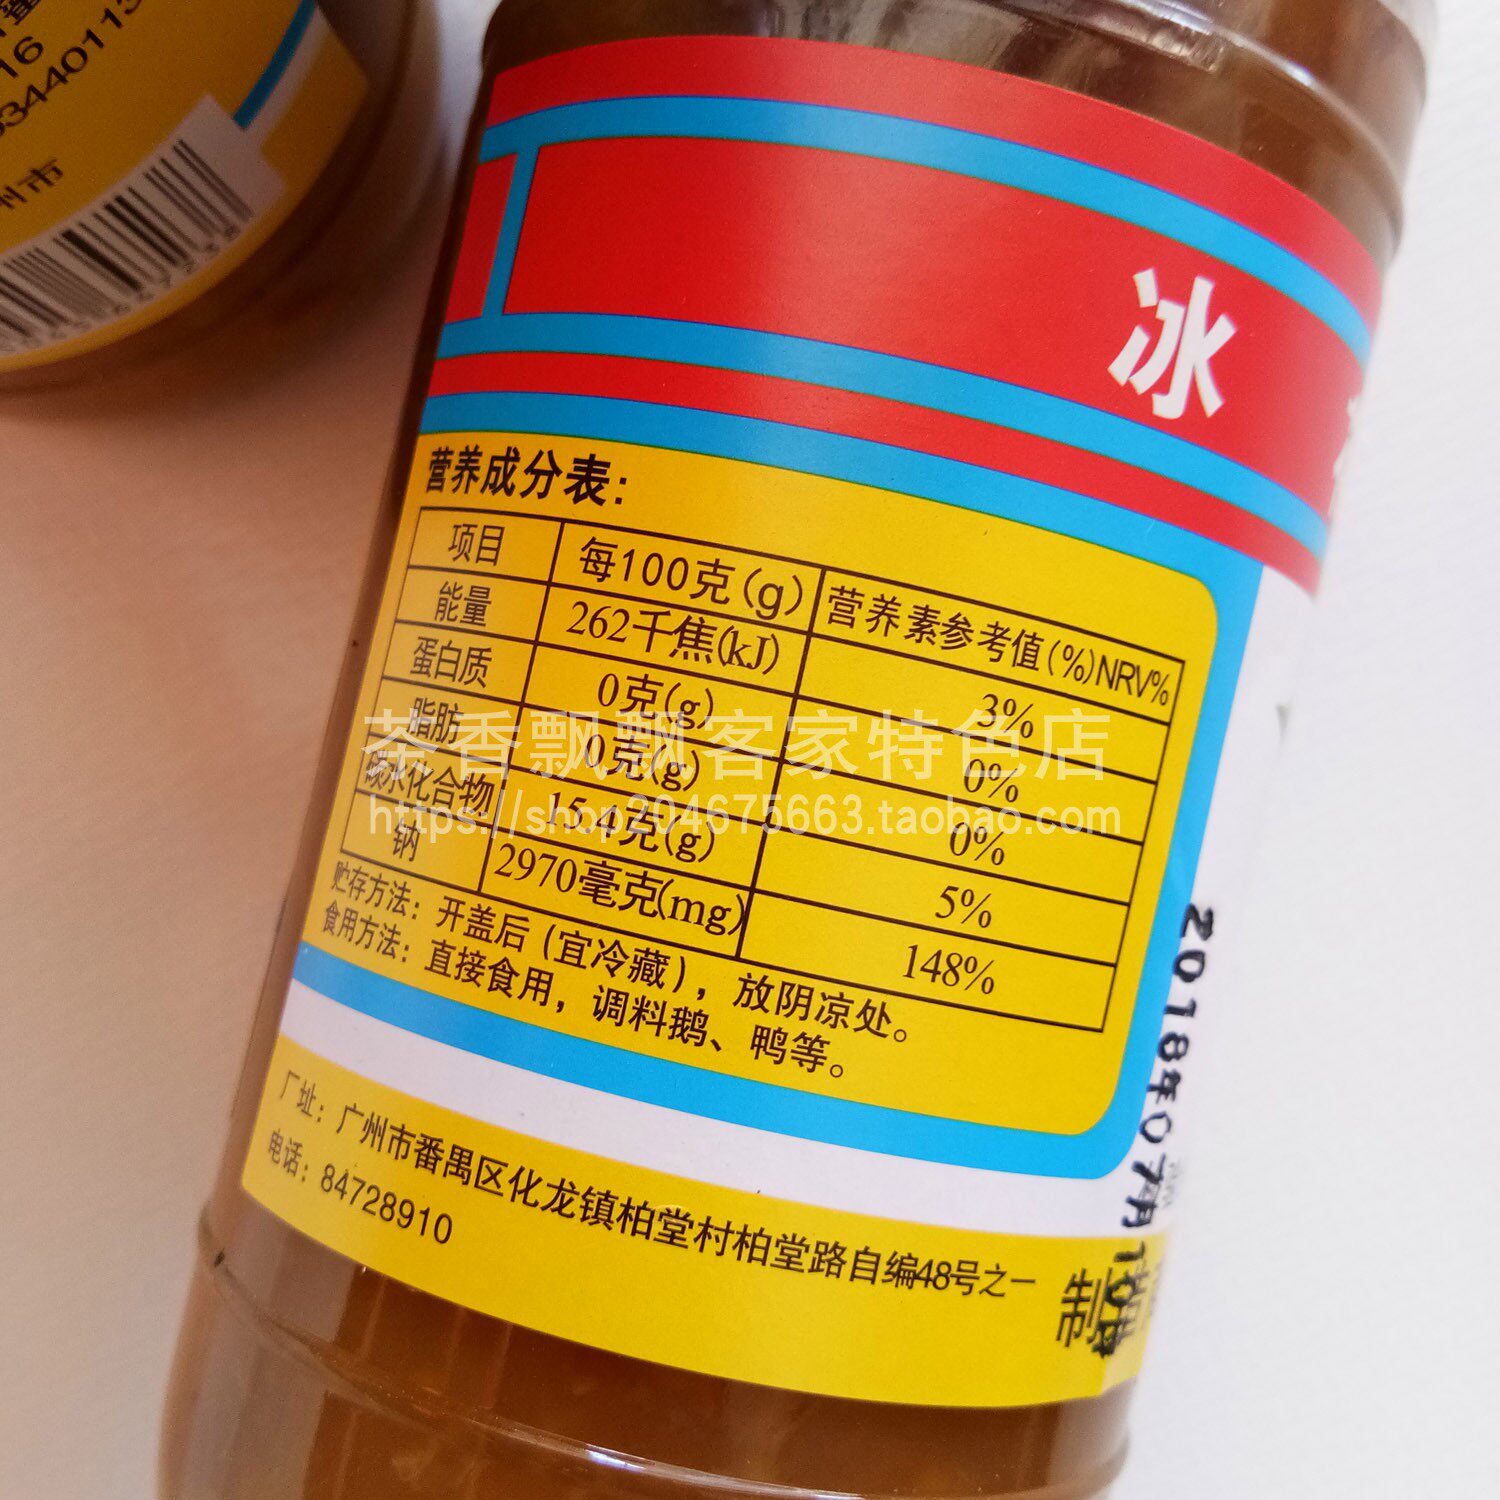 16
3440113
州市
冰
营养成分表:
项目 每100克(g) 营养素参考值(%)NRV%
能量 262千焦(kJ) 3%
蛋白质 0克(g) 0%
脂肪 0克(g) 0%
碳水化合物 15.4克(g) 5%
钠 2970毫克(mg) 148%
贮存方法：开盖后(宜冷藏)，放阴凉处。
食用方法：直接食用，调料鹅、鸭等。
厂址：广州市番禺区化龙镇柏堂村柏堂路自编48号之一
电话：84728910
2018年07月10日
制
茶香飘飘客家特色店
https://shop204675663.taobao.com